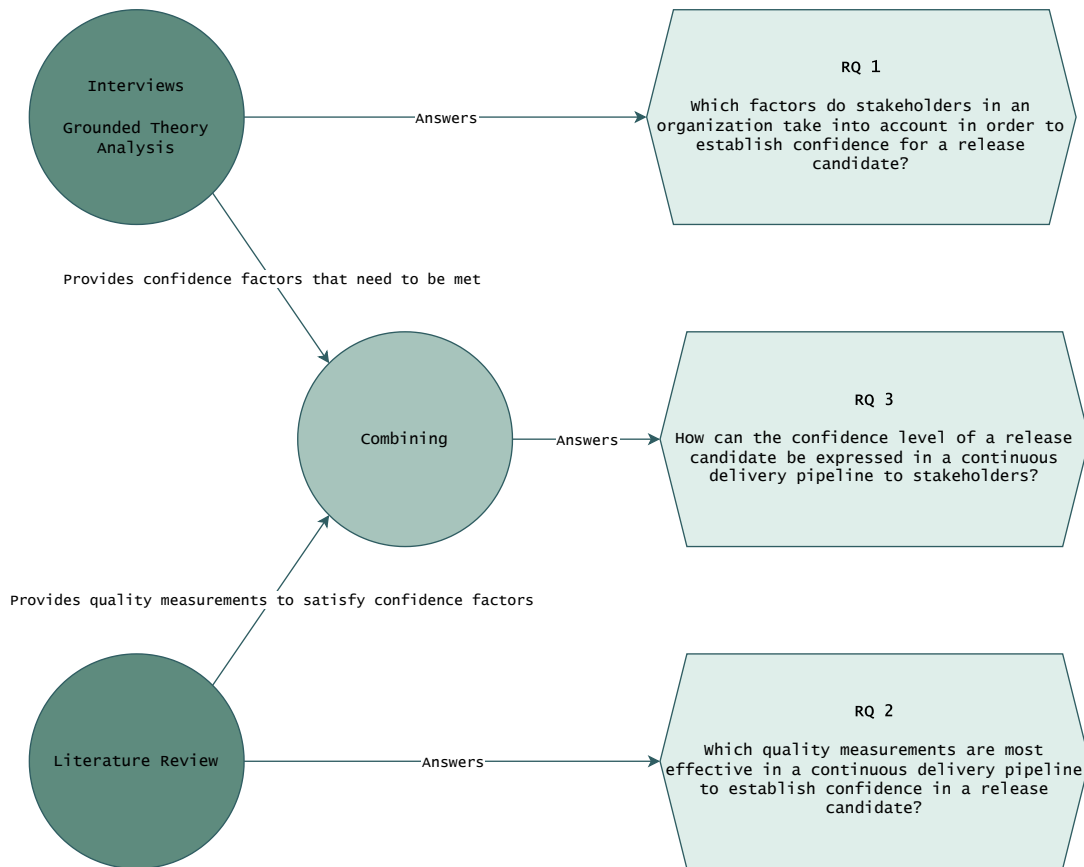 Interviews
Grounded Theory
Analysis
Answers
RQ 1
Which factors do stakeholders in an
organization take into account in order to
establish confidence for a release
candidate?
Provides confidence factors that need to be met
Combining
Answers
RQ 3
How can the confidence level of a release
candidate be expressed in a continuous
delivery pipeline to stakeholders?
Provides quality measurements to satisfy confidence factors
Literature Review
Answers
RQ 2
Which quality measurements are most
effective in a continuous delivery pipeline
to establish confidence in a release
candidate?